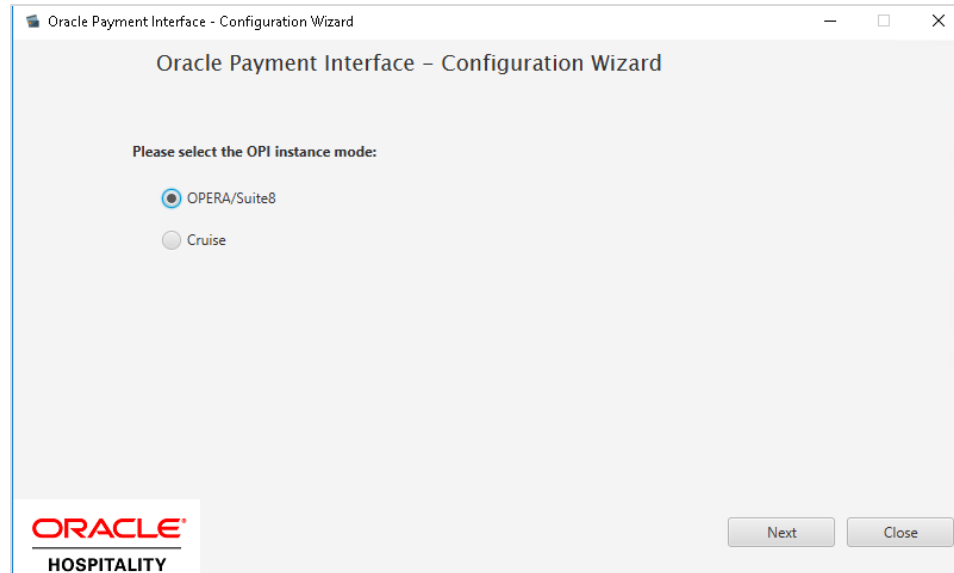 Oracle Payment Interface - Configuration Wizard
Oracle Payment Interface – Configuration Wizard
Please select the OPI instance mode:
OPERA/Suite8
Cruise
Next
Close
ORACLE®
HOSPITALITY